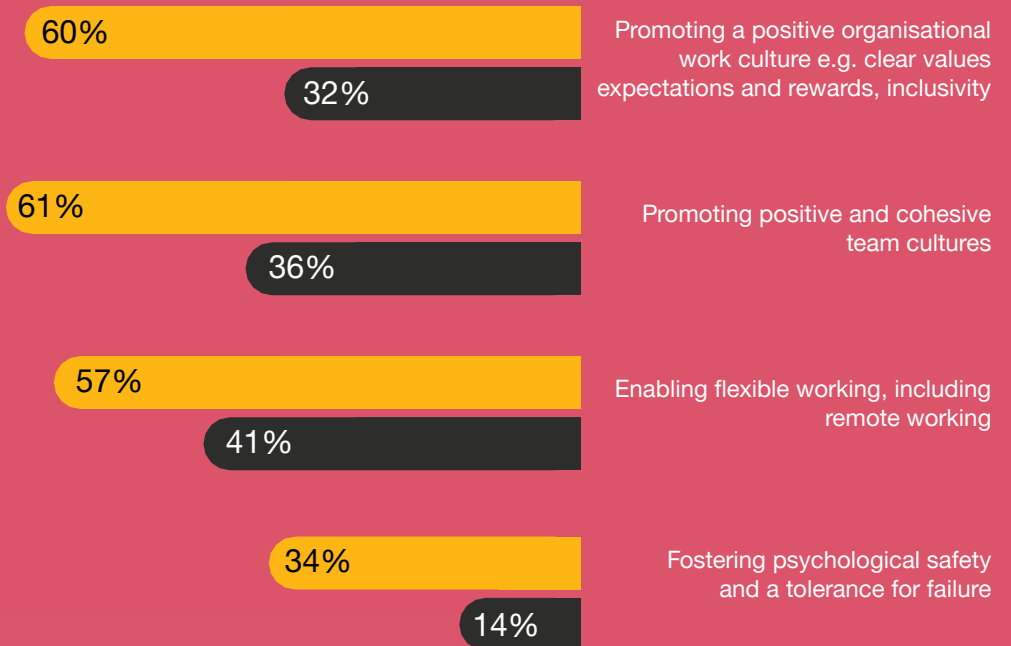 60%
32%
Promoting a positive organisational
work culture e.g. clear values
expectations and rewards, inclusivity
61%
36%
Promoting positive and cohesive
team cultures
57%
41%
Enabling flexible working, including
remote working
34%
14%
Fostering psychological safety
and a tolerance for failure